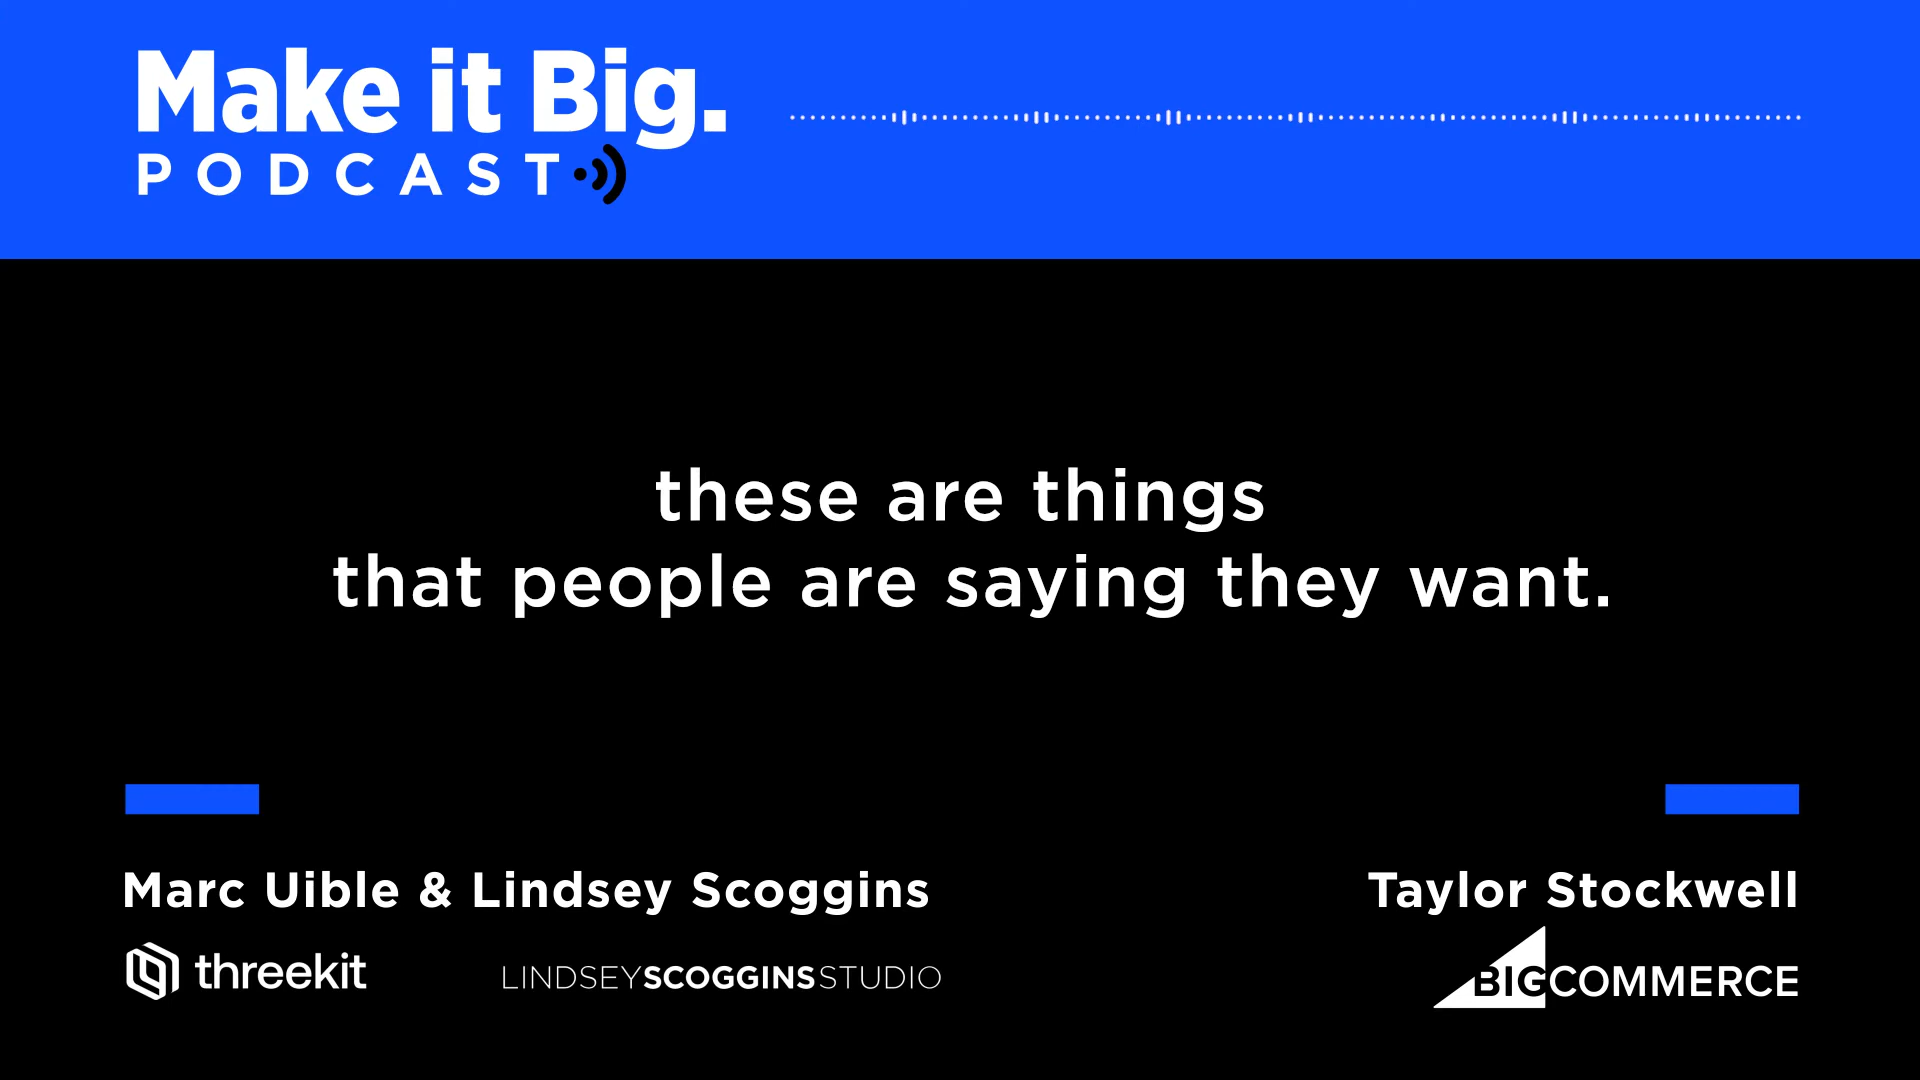 Make it Big.
PODCAST
these are things
that people are saying they want.
Marc Uible & Lindsey Scoggins
Taylor Stockwell
threekit
LINDSEYSCOGGINSSTUDIO
BIGCOMMERCE